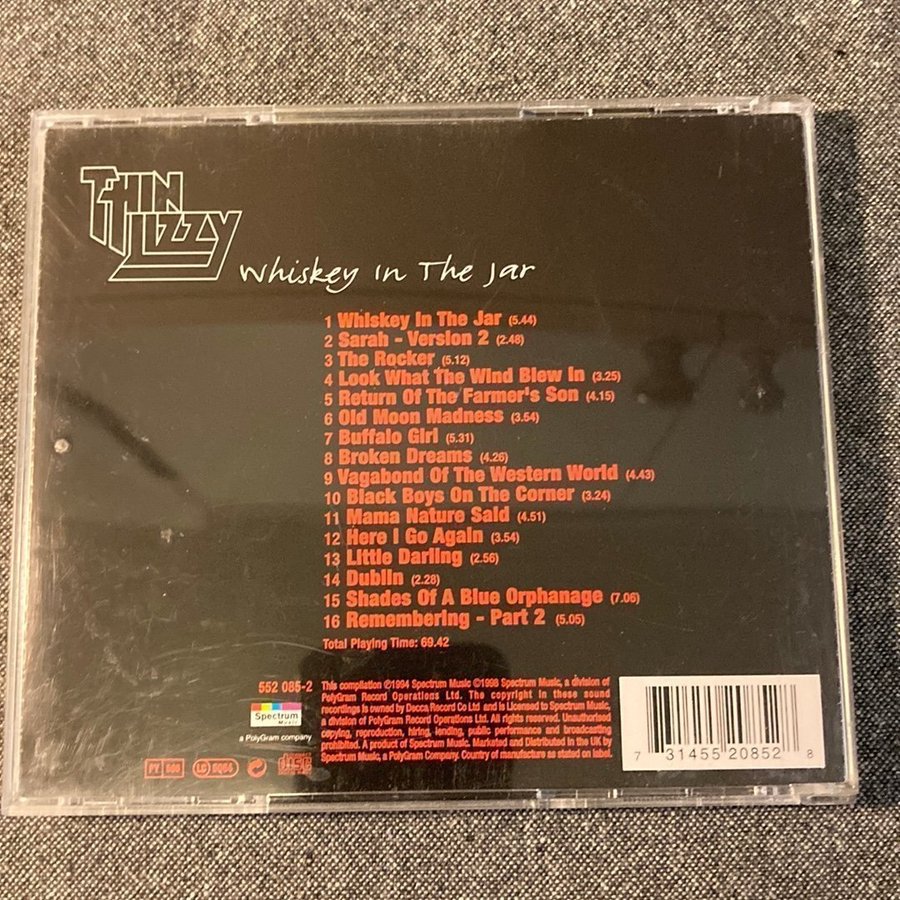 THIN
LIZZY
Whiskey In The Jar
1 Whiskey In The Jar (5.44)
2 Sarah - Version 2 (2.48)
3 The Rocker (5.12)
4 Look What The Wind Blew In (3.25)
5 Return Of The Farmer's Son (4.15)
6 Old Moon Madness (3.54)
7 Buffalo Girl (5.31)
8 Broken Dreams (4.26)
9 Vagabond Of The Western World (4.43)
10 Black Boys On The Corner (3.24)
11 Mama Nature Said (4.51)
12 Here I Go Again (3.54)
13 Little Darling (2.56)
14 Dublin (2.28)
15 Shades Of A Blue Orphanage (7.06)
16 Remembering - Part 2 (5.05)
Total Playing Time: 69.42
552 085-2
Spectrum
Music
a PolyGram company
This compilation ℗1994 Spectrum Music ©1998 Spectrum Music, a division of
PolyGram Record Operations Ltd. The copyright in these sound
recordings is owned by Decca Record Co Ltd and is Licensed to Spectrum Music,
a division of PolyGram Record Operations Ltd. All rights reserved. Unauthorised
copying, reproduction, hiring, lending, public performance and broadcasting
prohibited. A product of Spectrum Music. Marketed and Distributed in the UK by
Spectrum Music, a PolyGram Company. Country of manufacture as stated on label.
PY
LC
7 31455 20852 8